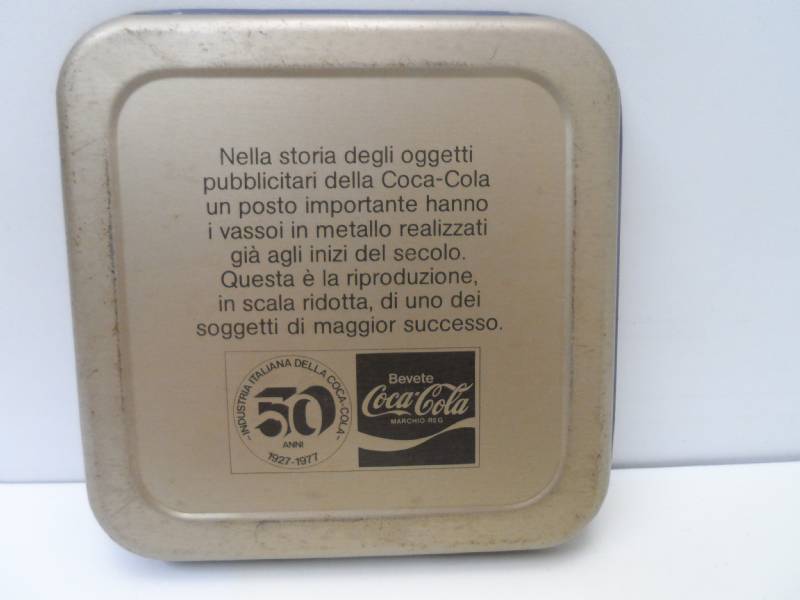 Nella storia degli oggetti
pubblicitari della Coca-Cola
un posto importante hanno
i vassoi in metallo realizzati
già agli inizi del secolo.
Questa è la riproduzione,
in scala ridotta, di uno dei
soggetti di maggior successo.
-INDUSTRIA ITALIANA DELLA COCA-COLA-
50
ANNI
1927-1977
Bevete
Coca-Cola
MARCHIO REG